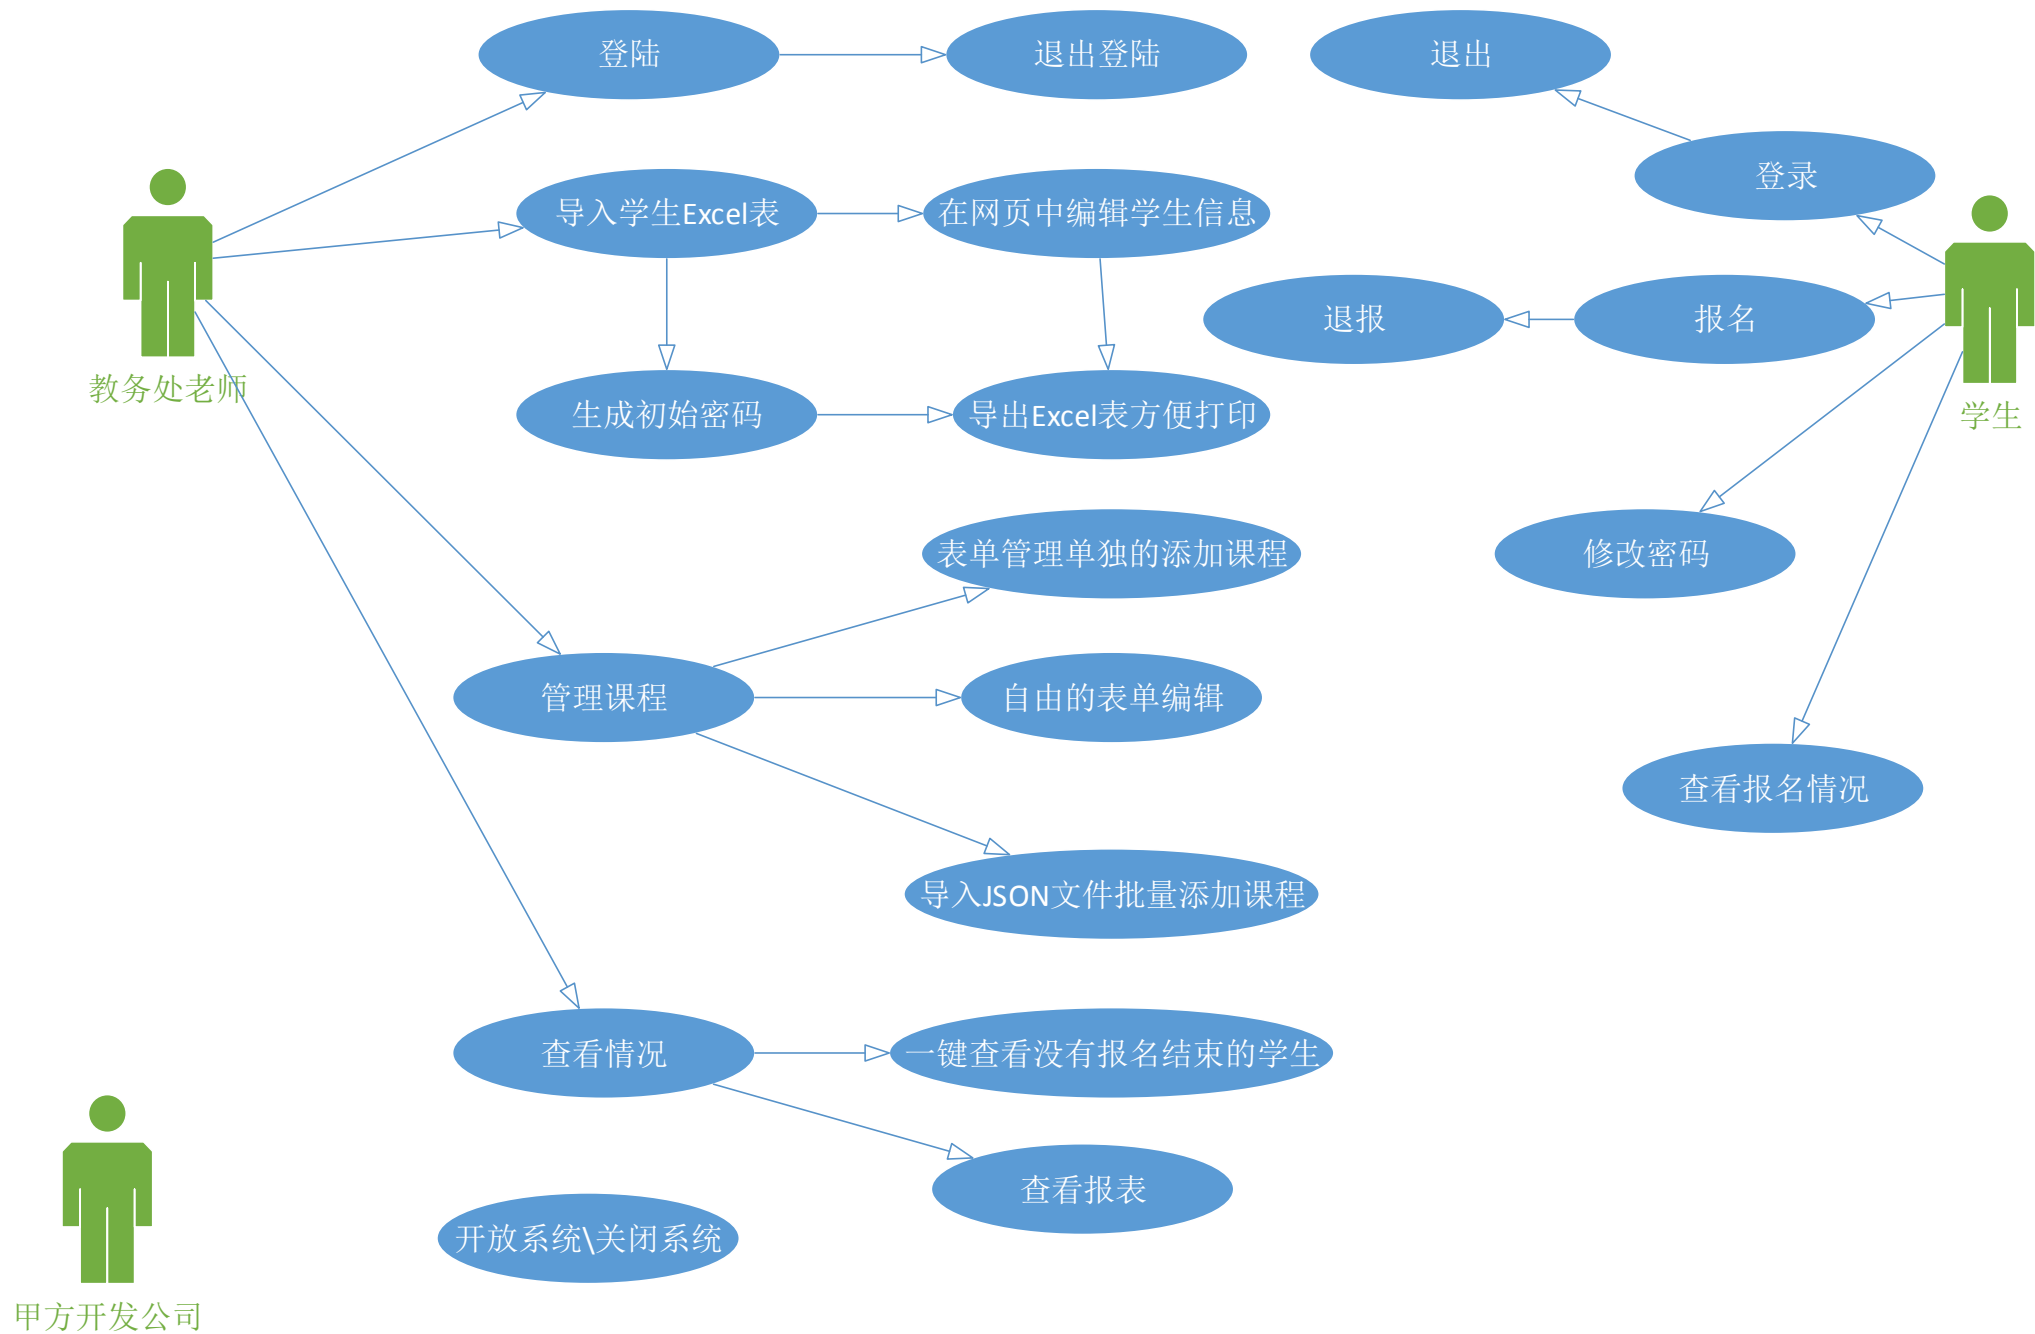 登陆
退出登陆
退出
登录
导入学生Excel表
在网页中编辑学生信息
退报
报名
教务处老师
生成初始密码
导出Excel表方便打印
学生
表单管理单独的添加课程
修改密码
管理课程
自由的表单编辑
查看报名情况
导入JSON文件批量添加课程
查看情况
一键查看没有报名结束的学生
查看报表
开放系统\关闭系统
甲方开发公司